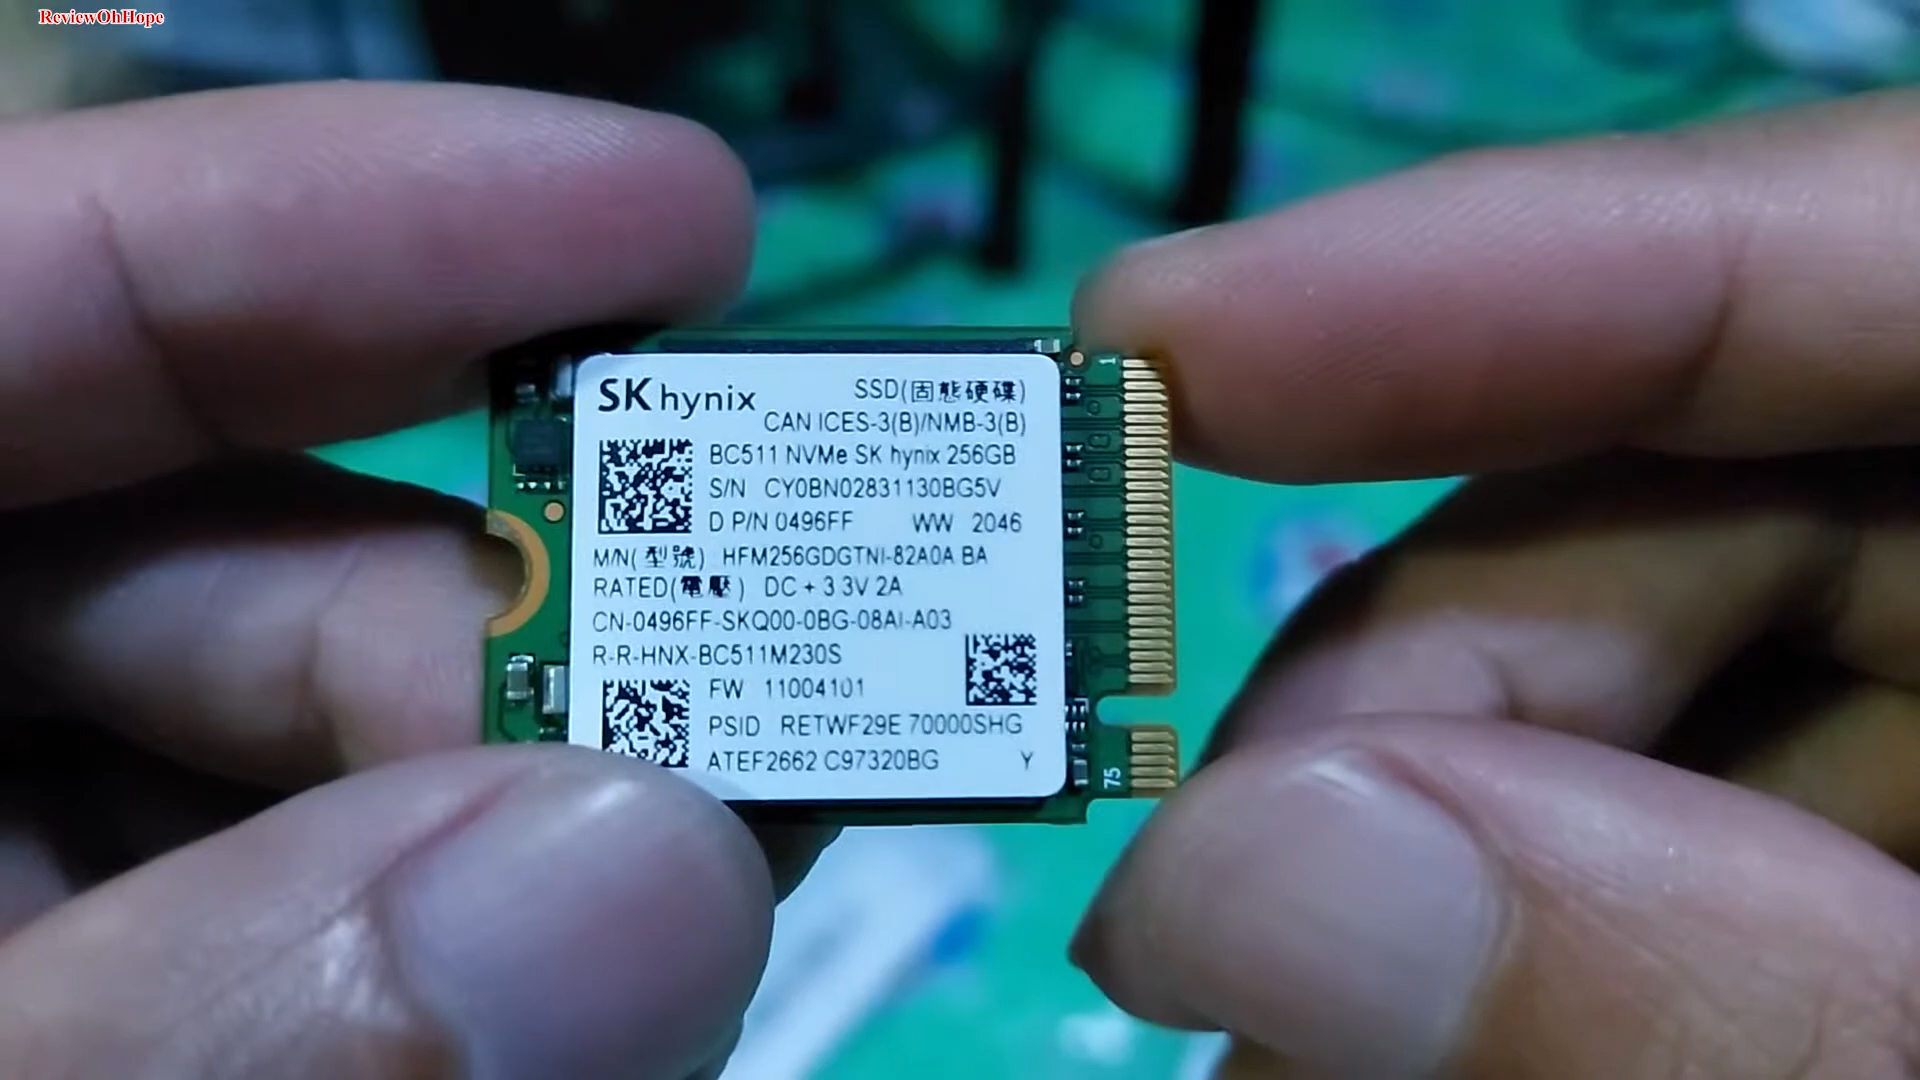 ReviewOhHope
SK hynix SSD(固態硬碟)
CAN ICES-3(B)/NMB-3(B)
BC511 NVMe SK hynix 256GB
S/N CY0BN02831130BG5V
D P/N 0496FF WW 2046
M/N(型號) HFM256GDGTNI-82A0A BA
RATED(電壓) DC + 3.3V 2A
CN-0496FF-SKQ00-0BG-08AI-A03
R-R-HNX-BC511M230S
FW 11004101
PSID RETWF29E70000SHG
ATEF2662 C97320BG Y
1
75